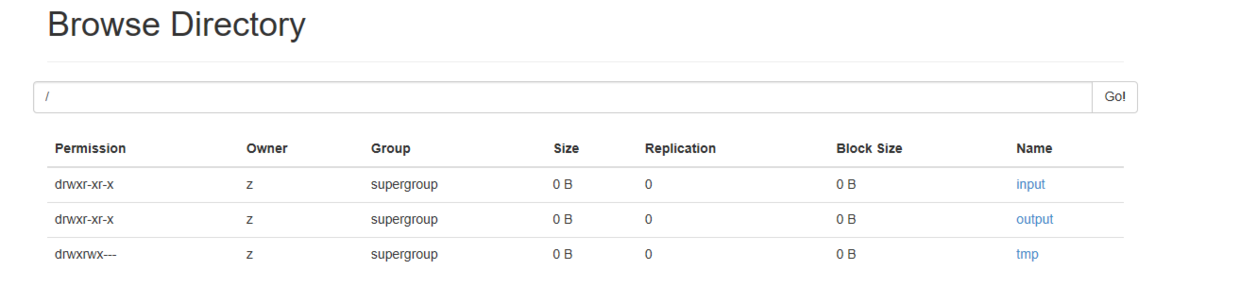 Browse Directory
/ Go!
Permission Owner Group Size Replication Block Size Name
drwxr-xr-x z supergroup 0 B 0 0 B input
drwxr-xr-x z supergroup 0 B 0 0 B output
drwxrwx--- z supergroup 0 B 0 0 B tmp